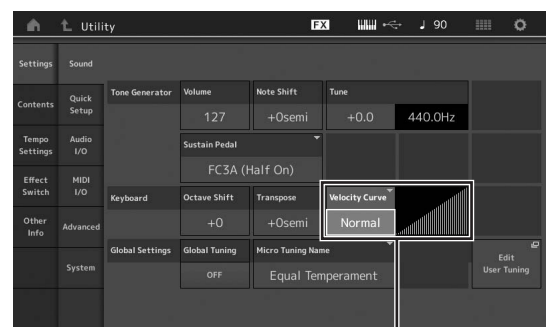 Utility FX 90
Settings Sound
Contents Quick Setup
Tempo Settings Audio I/O
Effect Switch MIDI I/O
Other Info Advanced
System
Tone Generator Volume Note Shift Tune
127 +0semi +0.0 440.0Hz
Sustain Pedal
FC3A (Half On)
Keyboard Octave Shift Transpose Velocity Curve
+0 +0semi Normal
Global Settings Global Tuning Micro Tuning Name
OFF Equal Temperament
Edit
User Tuning